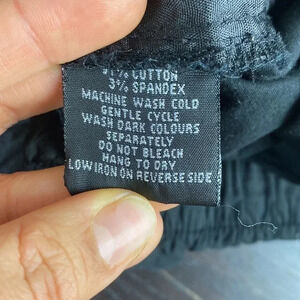 % COTTON
3% SPANDEX
MACHINE WASH COLD
GENTLE CYCLE
WASH DARK COLOURS
SEPARATELY
DO NOT BLEACH
HANG TO DRY
LOW IRON ON REVERSE SIDE